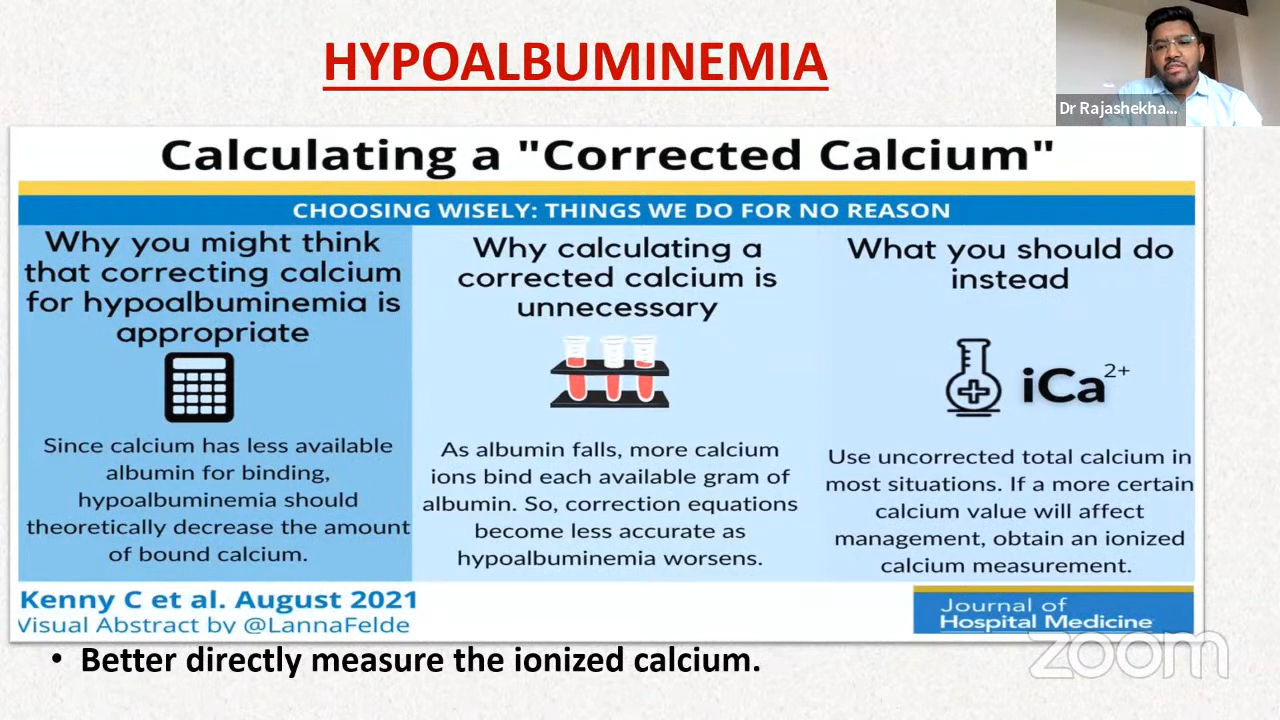 HYPOALBUMINEMIA
Dr Rajashekha...
Calculating a "Corrected Calcium"
CHOOSING WISELY: THINGS WE DO FOR NO REASON
Why you might think
that correcting calcium
for hypoalbuminemia is
appropriate
Since calcium has less available
albumin for binding,
hypoalbuminemia should
theoretically decrease the amount
of bound calcium.
Why calculating a
corrected calcium is
unnecessary
As albumin falls, more calcium
ions bind each available gram of
albumin. So, correction equations
become less accurate as
hypoalbuminemia worsens.
What you should do
instead
iCa2+
Use uncorrected total calcium in
most situations. If a more certain
calcium value will affect
management, obtain an ionized
calcium measurement.
Kenny C et al. August 2021
Visual Abstract by @LannaFelde
Journal of
Hospital Medicine
• Better directly measure the ionized calcium.
zoom